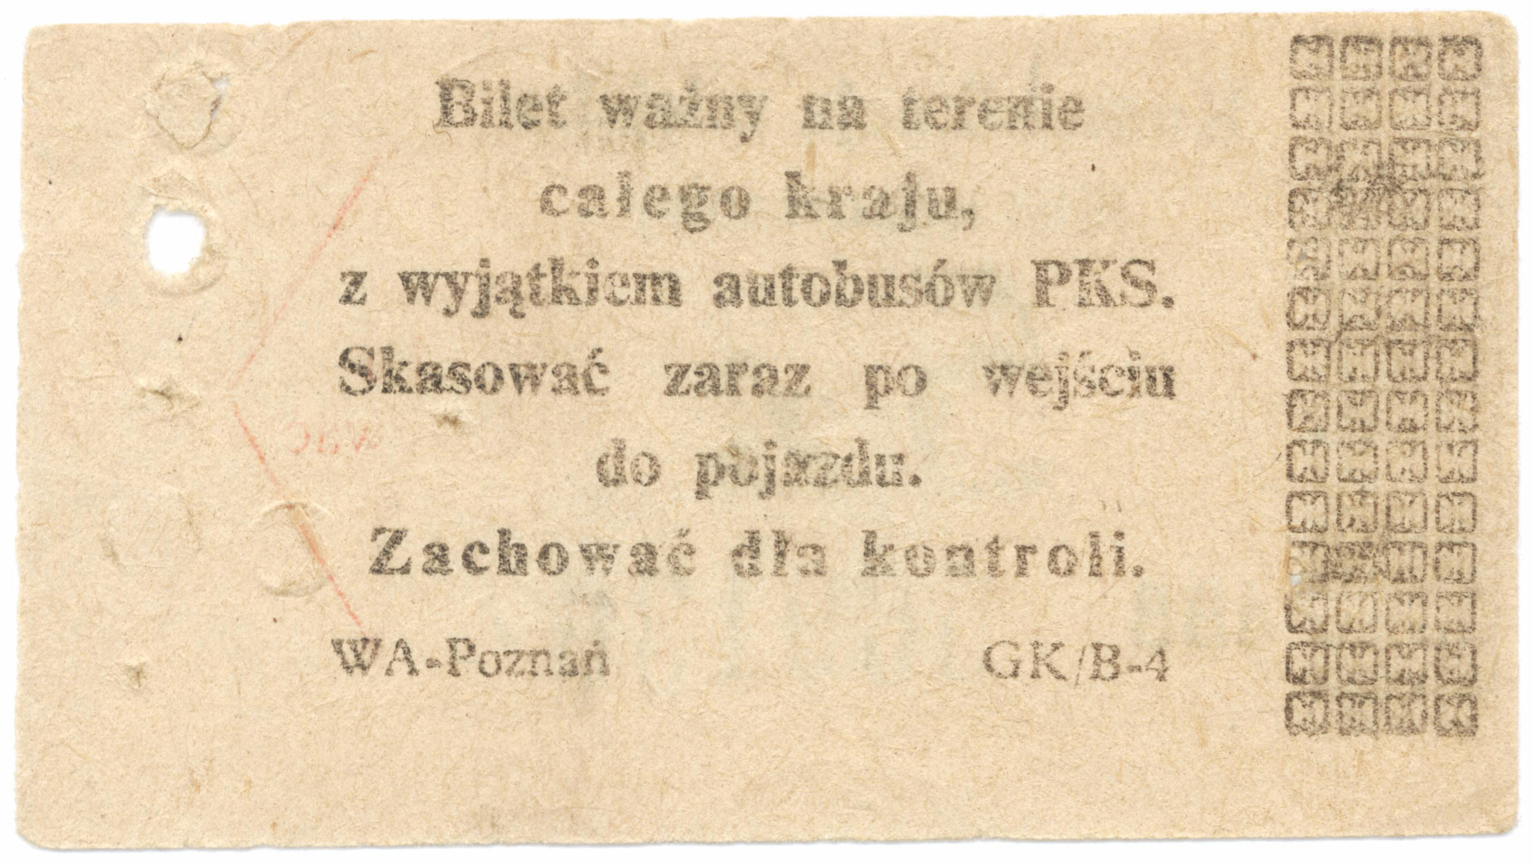 Bilet ważny na terenie
całego kraju,
z wyjątkiem autobusów PKS.
Skasować zaraz po wejściu
do pojazdu.
Zachować dla kontroli.
WA-Poznań GK/B-4